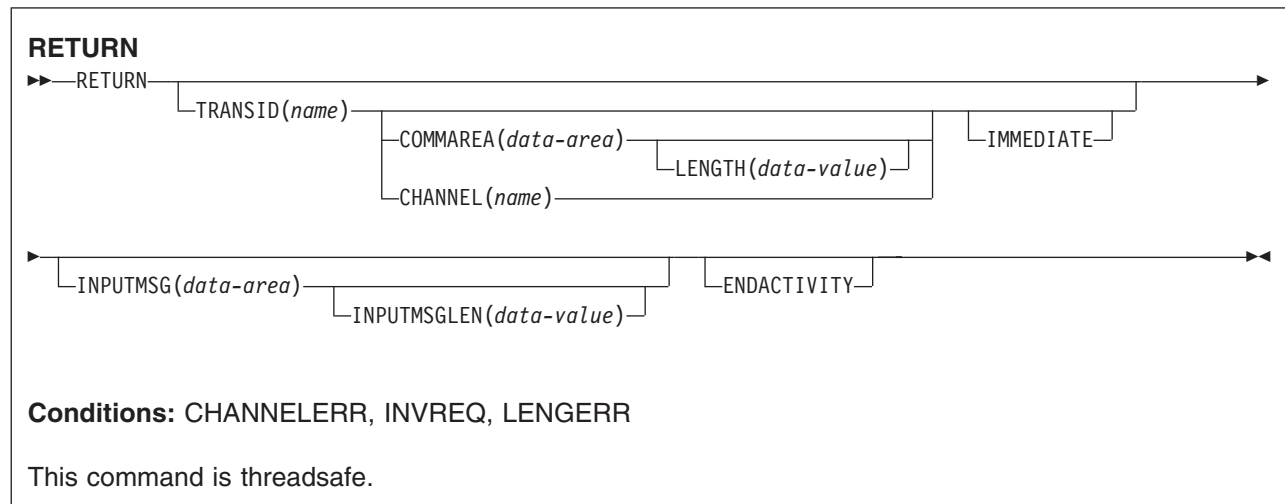 RETURN
RETURN
TRANSID(name)
COMMAREA(data-area)
LENGTH(data-value)
IMMEDIATE
CHANNEL(name)
INPUTMSG(data-area)
INPUTMSGLEN(data-value)
ENDACTIVITY
Conditions: CHANNELERR, INVREQ, LENGERR
This command is threadsafe.